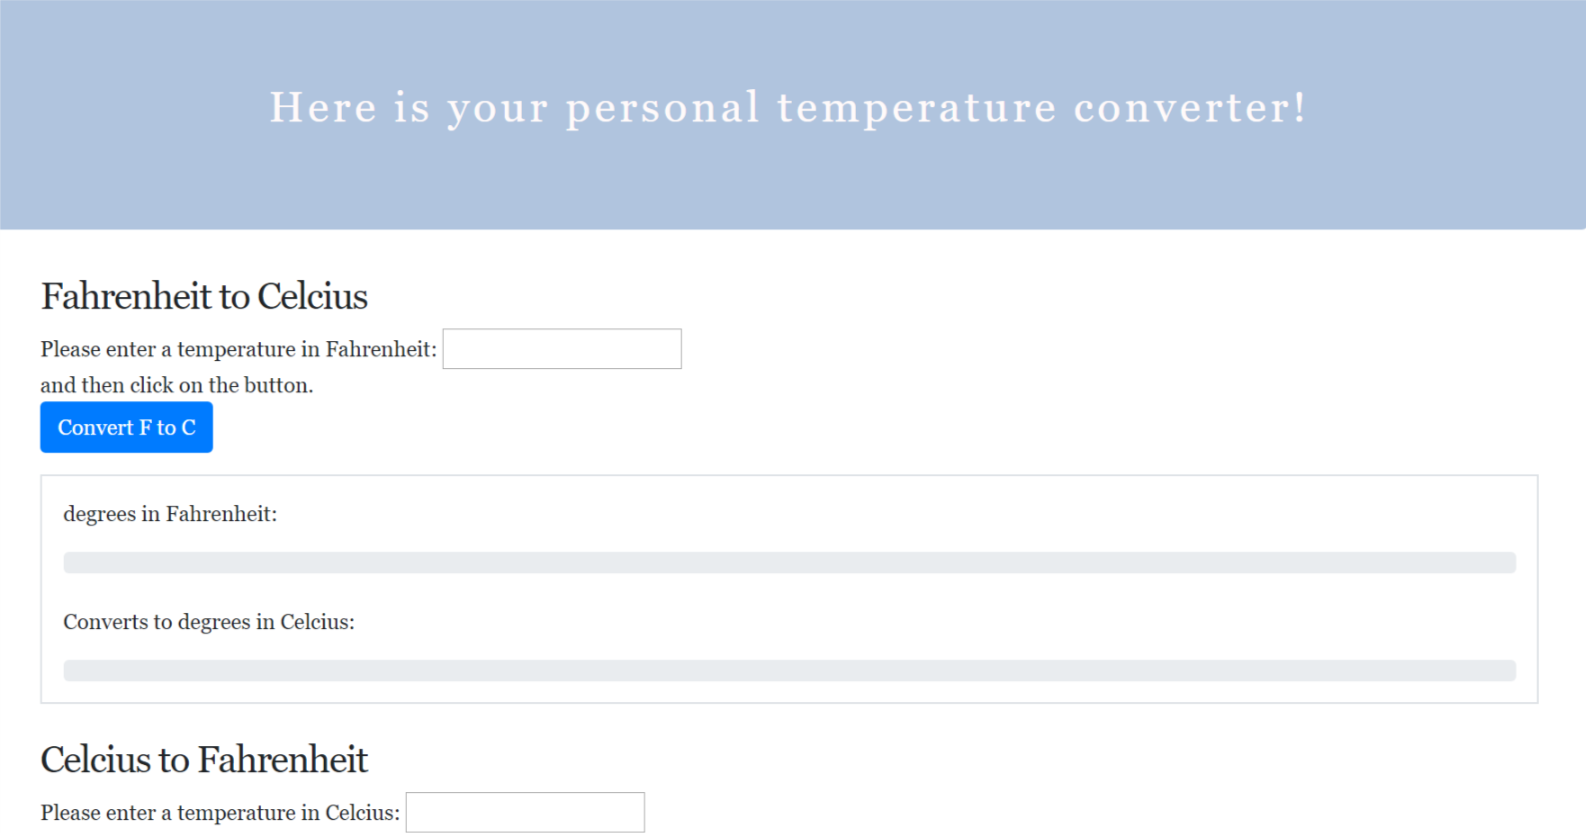 Here is your personal temperature converter!
Fahrenheit to Celcius
Please enter a temperature in Fahrenheit:
and then click on the button.
Convert F to C
degrees in Fahrenheit:
Converts to degrees in Celcius:
Celcius to Fahrenheit
Please enter a temperature in Celcius: